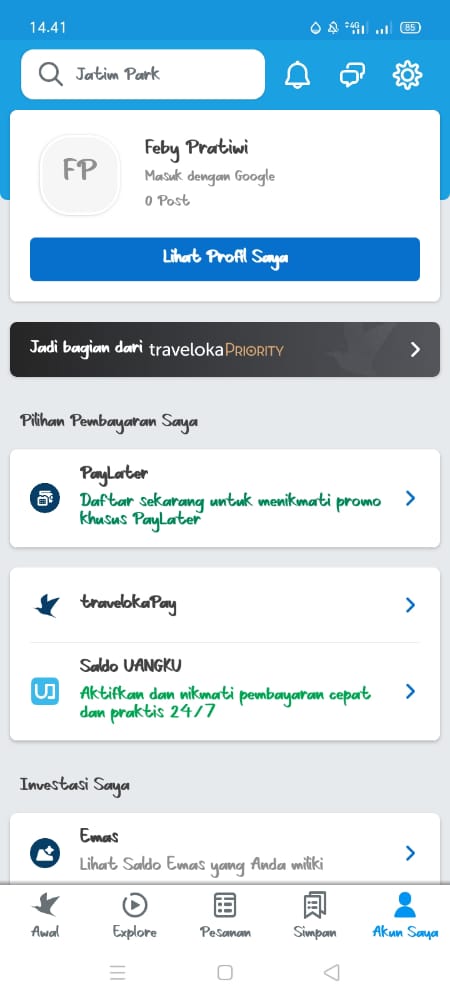 14.41
4G
85
Jatim Park
FP
Feby Pratiwi
Masuk dengan Google
0 Post
Lihat Profil Saya
Jadi bagian dari travelokaPRIORITY
Pilihan Pembayaran Saya
PayLater
Daftar sekarang untuk menikmati promo
khusus PayLater
travelokaPay
Saldo UANGKU
Aktifkan dan nikmati pembayaran cepat
dan praktis 24/7
Investasi Saya
Emas
Lihat Saldo Emas yang Anda miliki
Awal
Explore
Pesanan
Simpan
Akun Saya